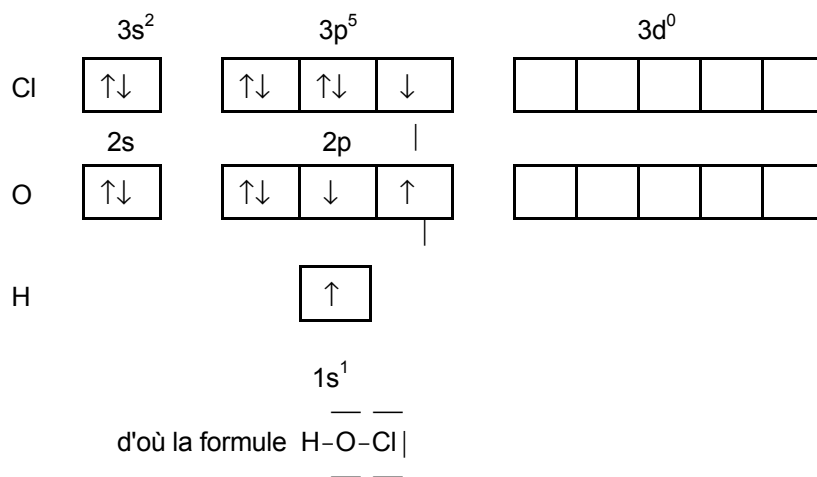 3s² 3p⁵ 3d⁰
Cl ↑↓ ↑↓ ↑↓ ↓
2s 2p
O ↑↓ ↑↓ ↓ ↑
H ↑
1s¹
d'où la formule H–O–Cl|